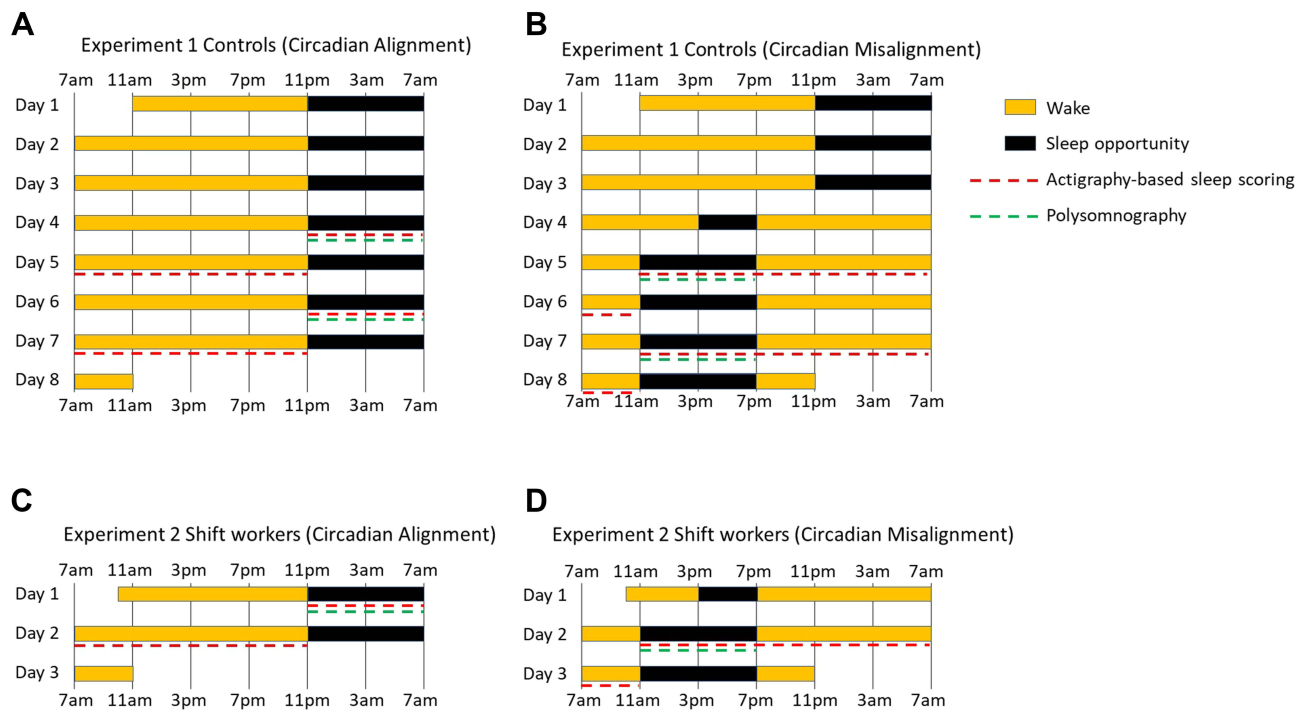 A
Experiment 1 Controls (Circadian Alignment)
7am 11am 3pm 7pm 11pm 3am 7am
Day 1
Day 2
Day 3
Day 4
Day 5
Day 6
Day 7
Day 8
7am 11am 3pm 7pm 11pm 3am 7am
B
Experiment 1 Controls (Circadian Misalignment)
7am 11am 3pm 7pm 11pm 3am 7am
Day 1
Day 2
Day 3
Day 4
Day 5
Day 6
Day 7
Day 8
7am 11am 3pm 7pm 11pm 3am 7am
Wake
Sleep opportunity
Actigraphy-based sleep scoring
Polysomnography
C
Experiment 2 Shift workers (Circadian Alignment)
7am 11am 3pm 7pm 11pm 3am 7am
Day 1
Day 2
Day 3
7am 11am 3pm 7pm 11pm 3am 7am
D
Experiment 2 Shift workers (Circadian Misalignment)
7am 11am 3pm 7pm 11pm 3am 7am
Day 1
Day 2
Day 3
7am 11am 3pm 7pm 11pm 3am 7am